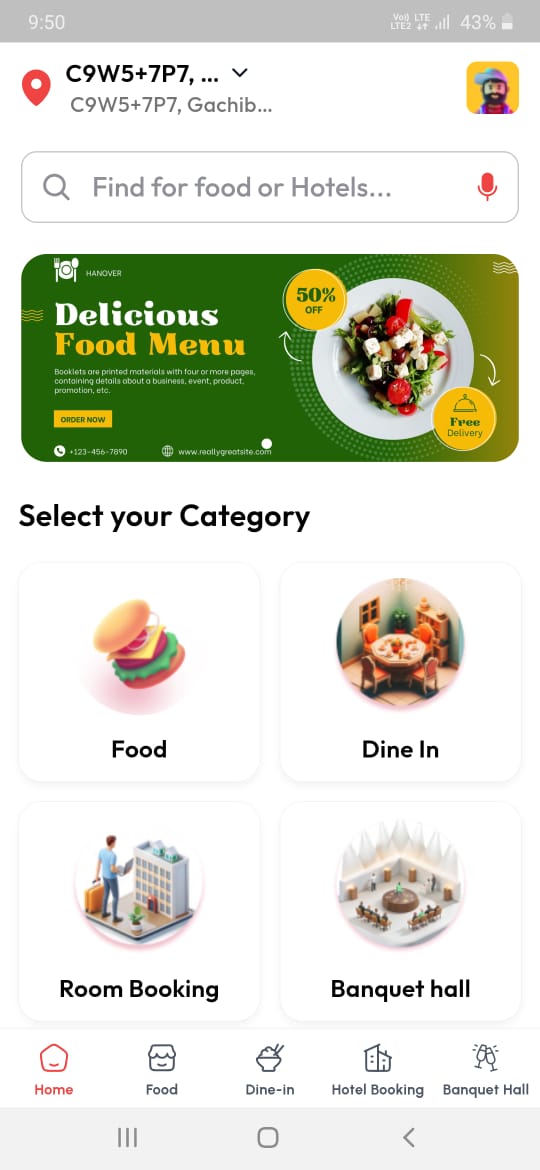 9:50
Vo) LTE
LTE2
43%
C9W5+7P7, ...
C9W5+7P7, Gachib...
Find for food or Hotels...
HANOVER
Delicious
Food Menu
Booklets are printed materials with four or more pages,
containing details about a business, event, product,
promotion, etc.
ORDER NOW
+123-456-7890
www.reallygreatsite.com
50%
OFF
Free
Delivery
Select your Category
Food
Dine In
Room Booking
Banquet hall
Home
Food
Dine-in
Hotel Booking
Banquet Hall